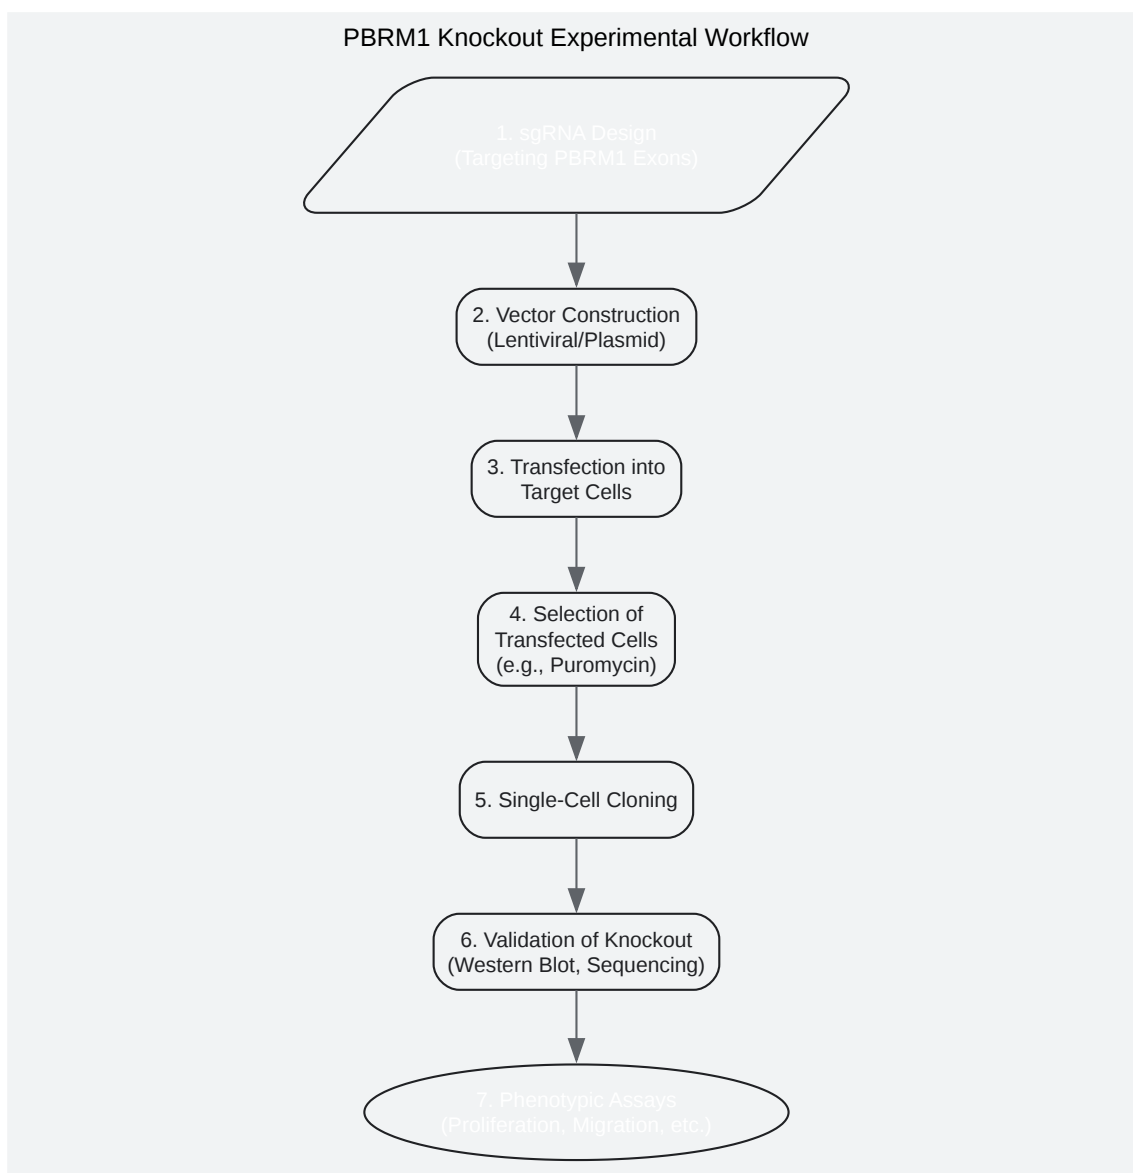 PBRM1 Knockout Experimental Workflow
1. sgRNA Design
(Targeting PBRM1 Exons)
2. Vector Construction
(Lentiviral/Plasmid)
3. Transfection into
Target Cells
4. Selection of
Transfected Cells
(e.g., Puromycin)
5. Single-Cell Cloning
6. Validation of Knockout
(Western Blot, Sequencing)
7. Phenotypic Assays
(Proliferation, Migration, etc.)